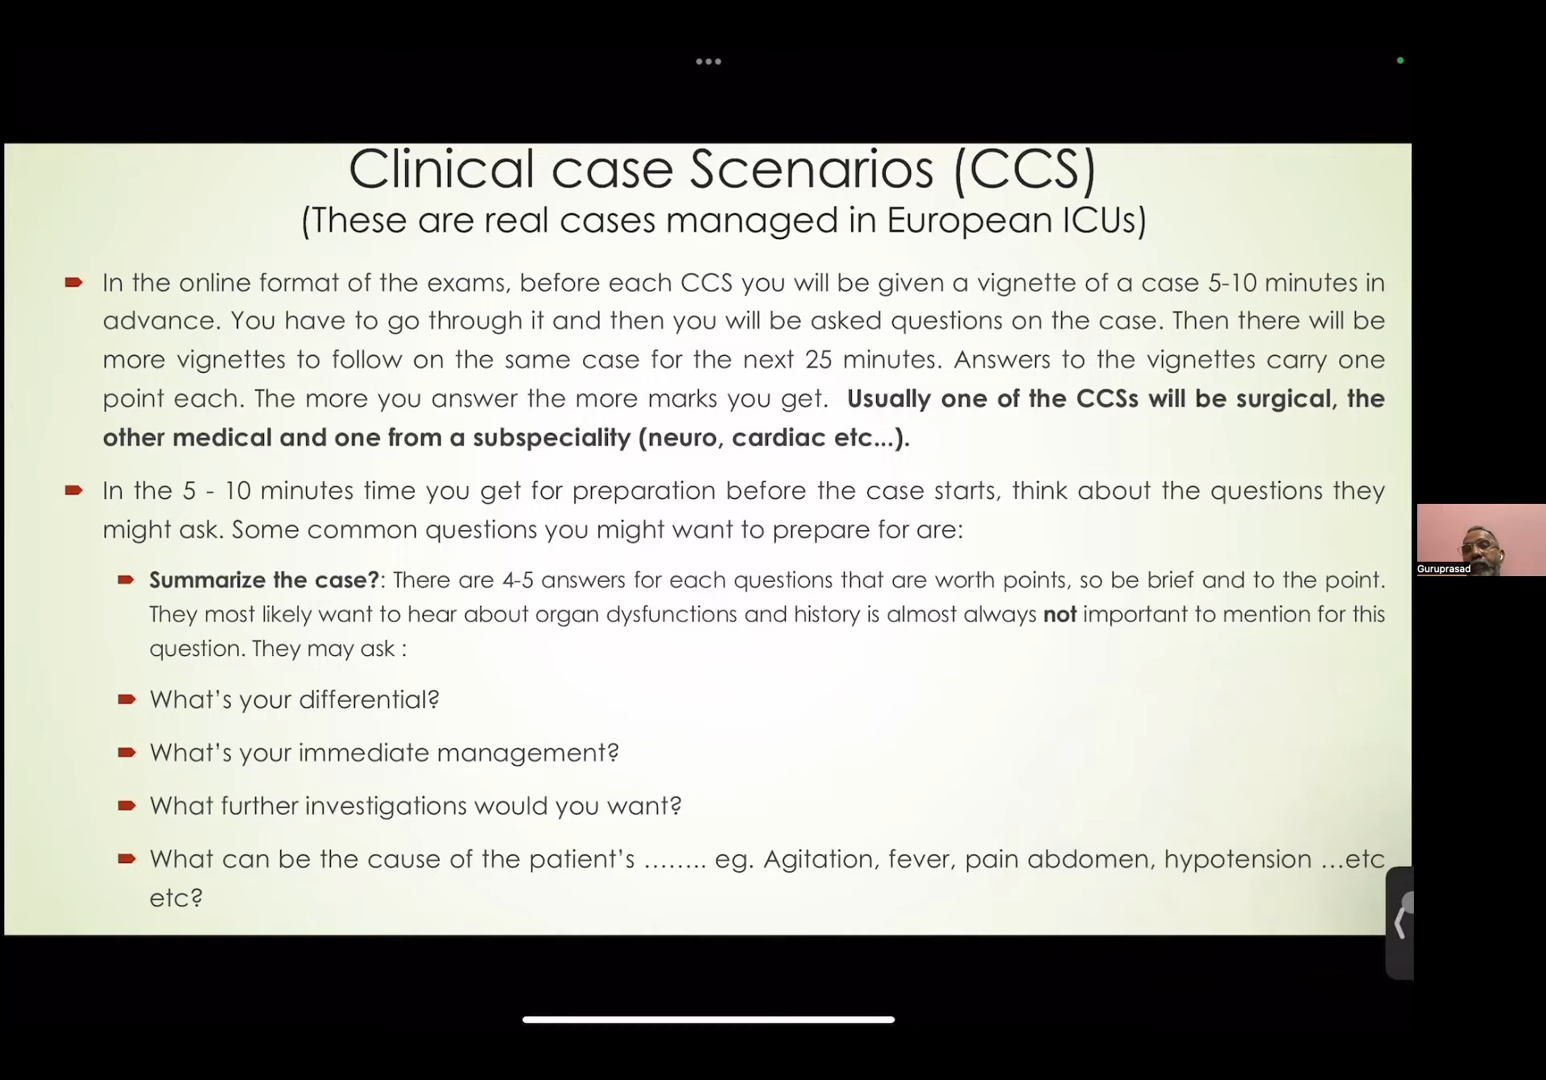 Clinical case Scenarios (CCS)
(These are real cases managed in European ICUs)
In the online format of the exams, before each CCS you will be given a vignette of a case 5-10 minutes in
advance. You have to go through it and then you will be asked questions on the case. Then there will be
more vignettes to follow on the same case for the next 25 minutes. Answers to the vignettes carry one
point each. The more you answer the more marks you get. Usually one of the CCSs will be surgical, the
other medical and one from a subspeciality (neuro, cardiac etc...).
In the 5 - 10 minutes time you get for preparation before the case starts, think about the questions they
might ask. Some common questions you might want to prepare for are:
Summarize the case?: There are 4-5 answers for each questions that are worth points, so be brief and to the point.
They most likely want to hear about organ dysfunctions and history is almost always not important to mention for this
question. They may ask :
What's your differential?
What's your immediate management?
What further investigations would you want?
What can be the cause of the patient's …….. eg. Agitation, fever, pain abdomen, hypotension …etc
etc?
Guruprasad